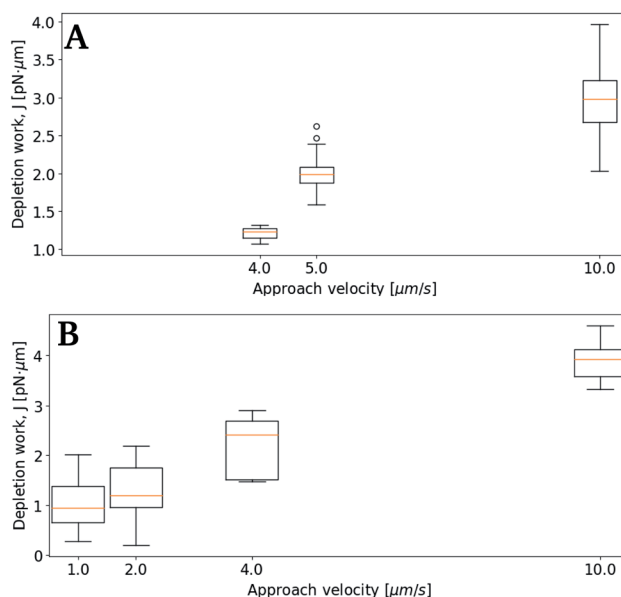 A
Depletion work, J [pN·μm]
4.0
3.5
3.0
2.5
2.0
1.5
1.0
4.0 5.0 10.0
Approach velocity [μm/s]
B
Depletion work, J [pN·μm]
4
3
2
1
0
1.0 2.0 4.0 10.0
Approach velocity [μm/s]